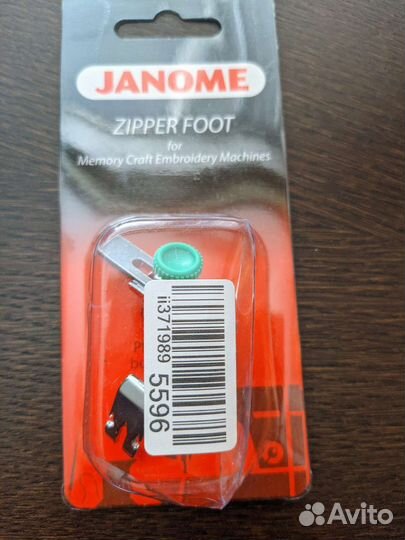 JANOME
ZIPPER FOOT
for
Memory Craft Embroidery Machines
ii371989 5596
Avito